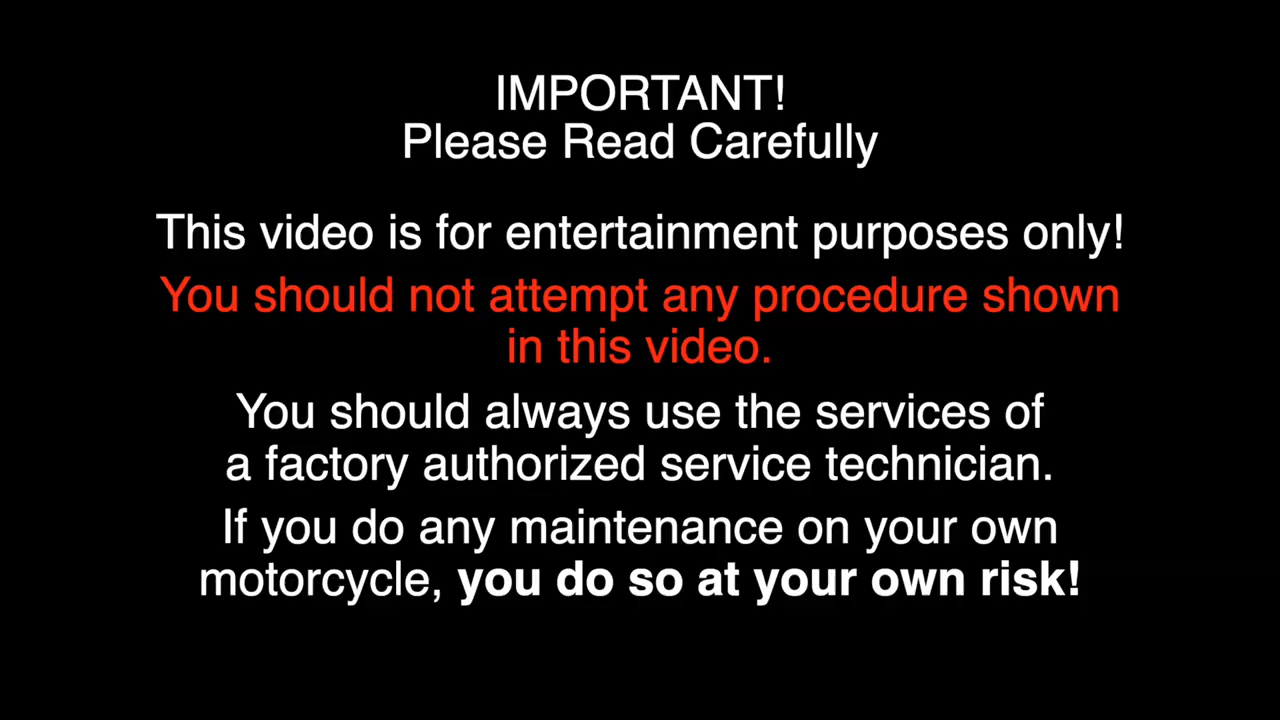 IMPORTANT!
Please Read Carefully
This video is for entertainment purposes only!
You should not attempt any procedure shown
in this video.
You should always use the services of
a factory authorized service technician.
If you do any maintenance on your own
motorcycle, you do so at your own risk!